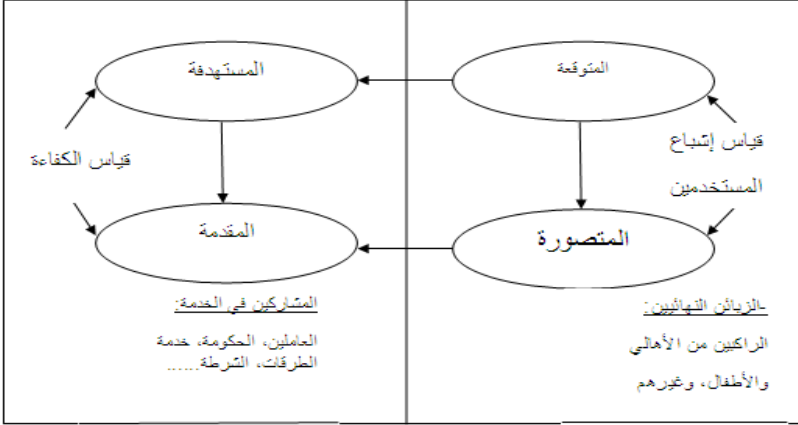 المتوقعة
المستهدفة
قياس إشباع
المستخدمين
قياس الكفاءة
المتصورة
المقدمة
-الزبائن النهائيين:
الراكبين من الأهالي
والأطفال، وغيرهم
المشاركين في الخدمة:
العاملين، الحكومة، خدمة
الطرقات، الشرطة......